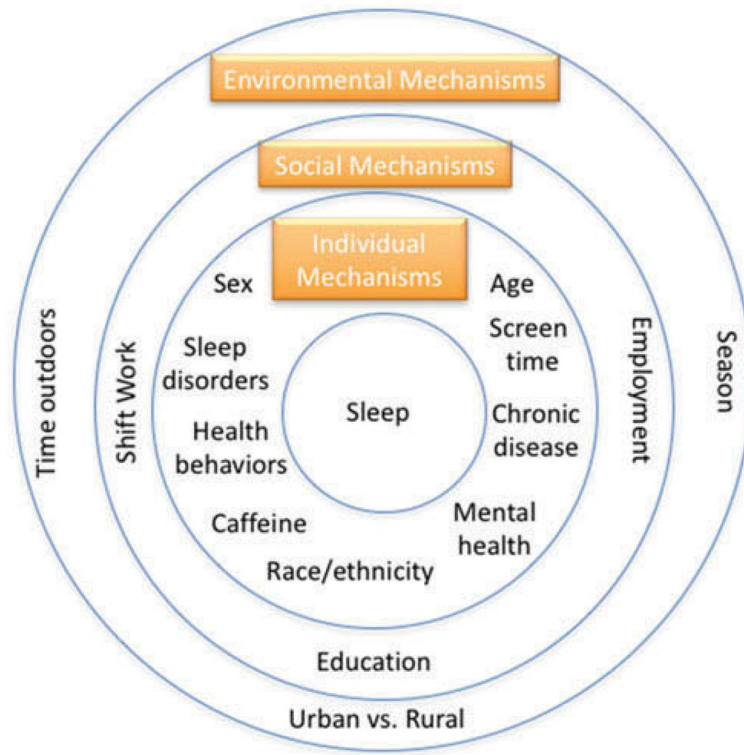 Environmental Mechanisms
Social Mechanisms
Individual
Mechanisms
Sex
Age
Screen
time
Sleep
disorders
Sleep
Chronic
disease
Health
behaviors
Caffeine
Mental
health
Race/ethnicity
Shift Work
Employment
Education
Time outdoors
Season
Urban vs. Rural